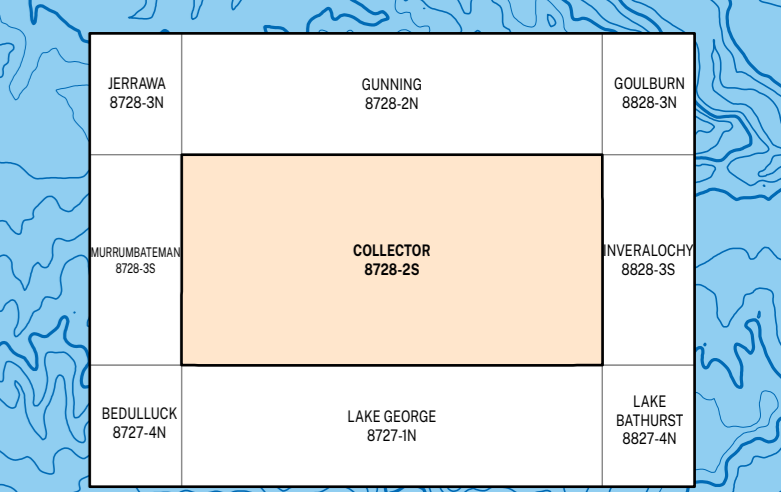 JERRAWA
8728-3N
GUNNING
8728-2N
GOULBURN
8828-3N
MURRUMBATEMAN
8728-3S
COLLECTOR
8728-2S
INVERALOCHY
8828-3S
BEDULLUCK
8727-4N
LAKE GEORGE
8727-1N
LAKE
BATHURST
8827-4N